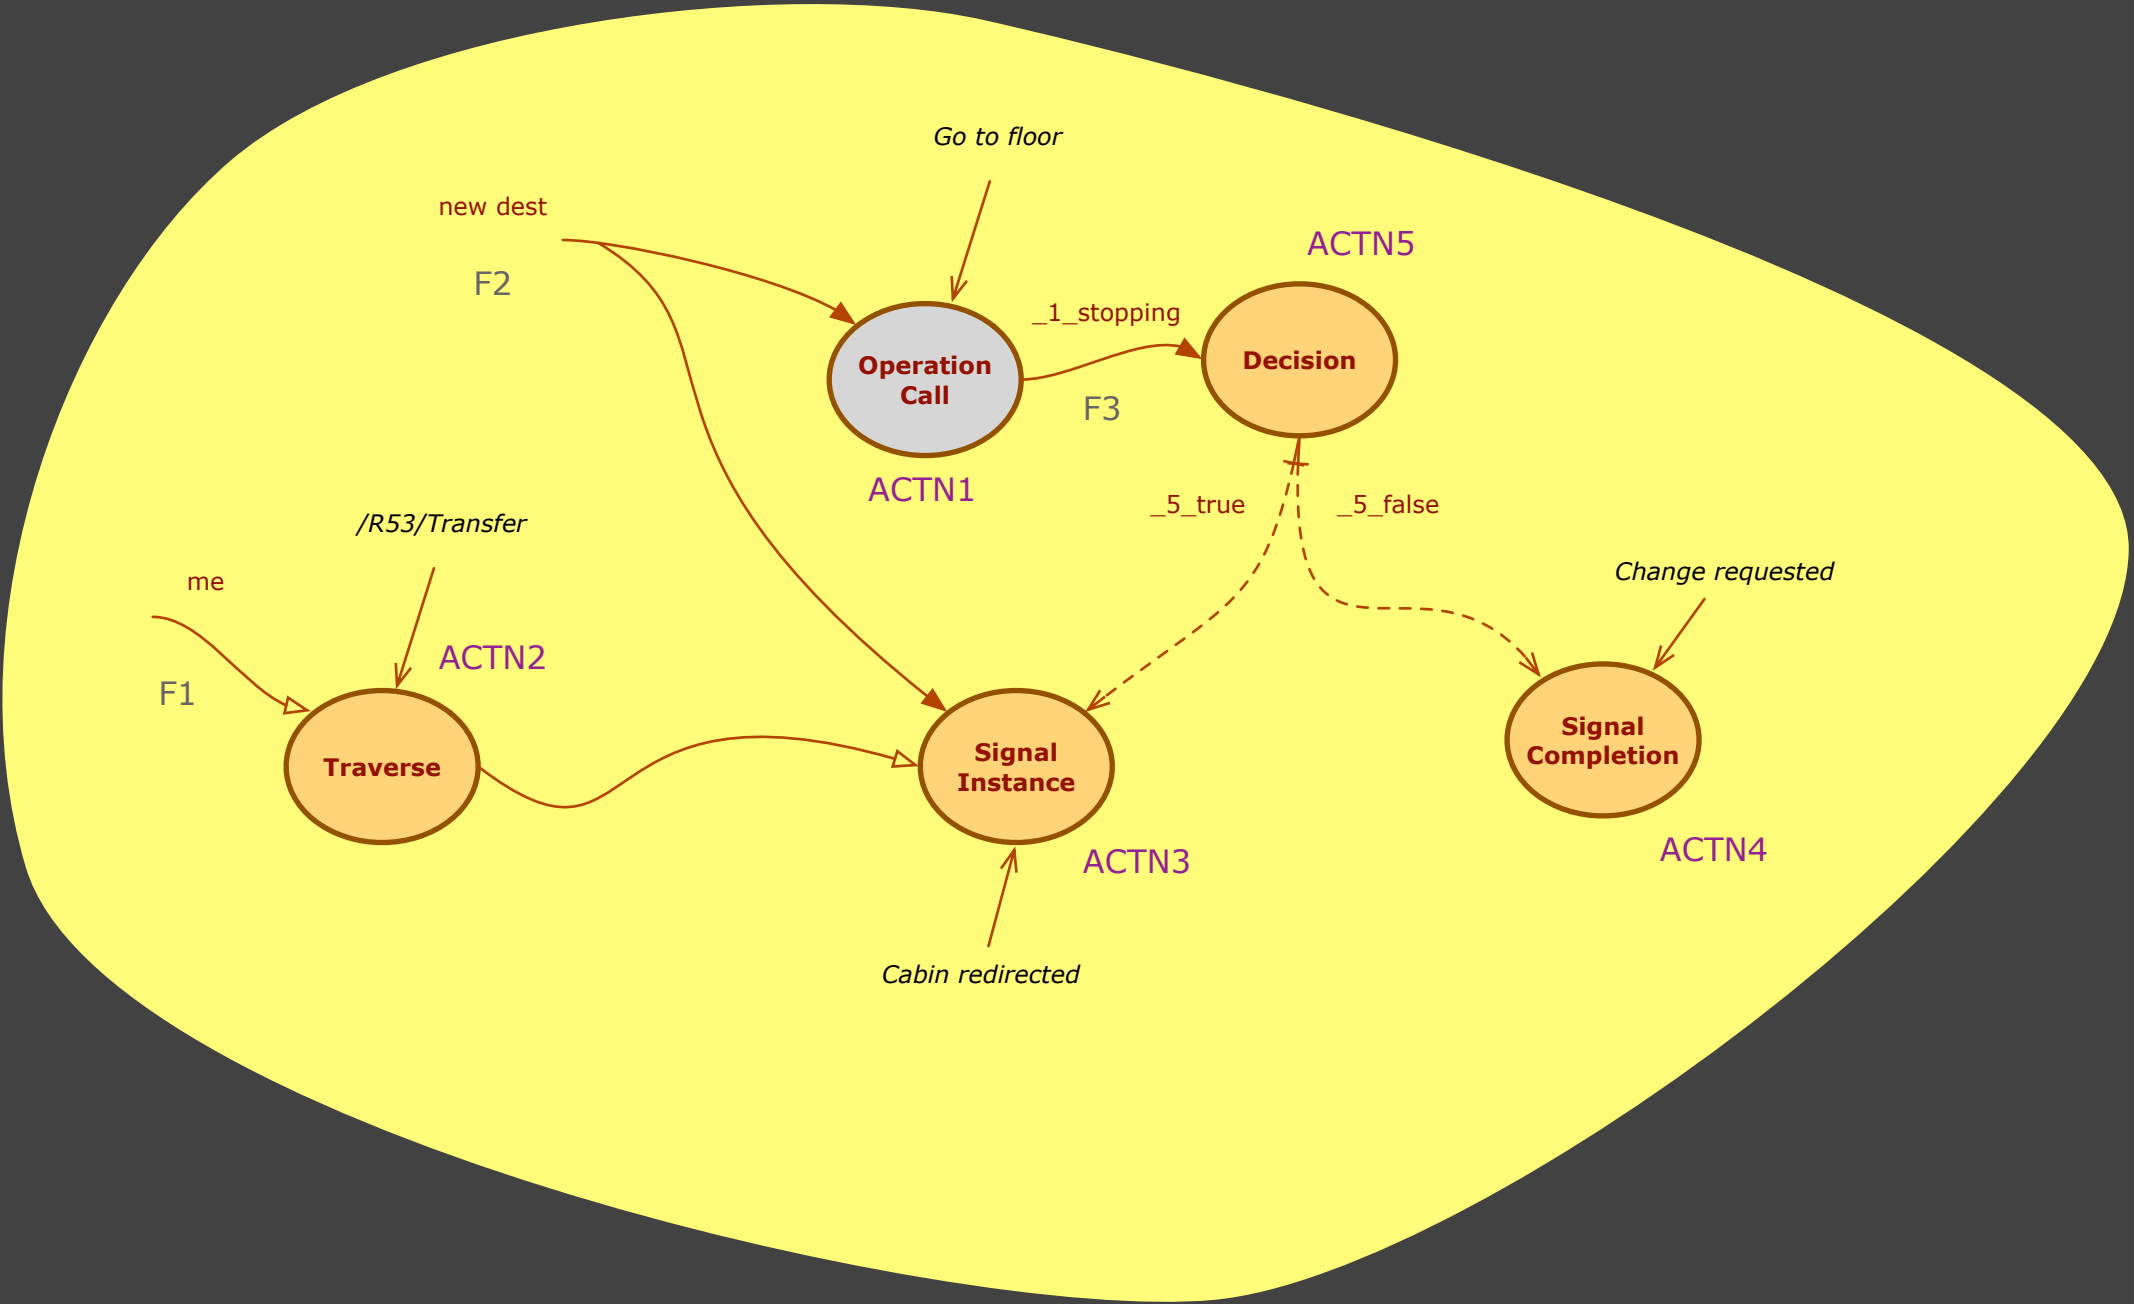 Go to floor
new dest
F2
ACTN5
_1_stopping
Operation
Call
Decision
F3
ACTN1
_5_true
_5_false
/R53/Transfer
me
Change requested
ACTN2
F1
Traverse
Signal
Instance
Signal
Completion
ACTN3
ACTN4
Cabin redirected